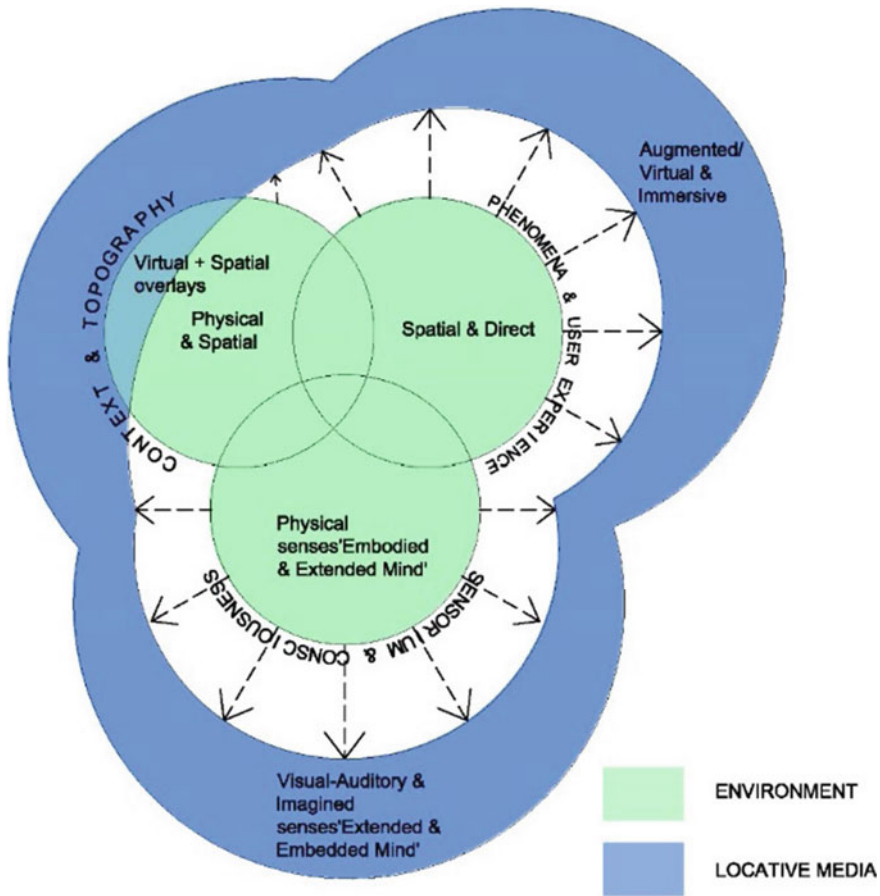 Augmented/
Virtual &
Immersive
CONTEXT & TOPOGRAPHY
PHENOMENA & USER EXPERIENCE
Virtual + Spatial
overlays
Physical
& Spatial
Spatial & Direct
Physical
senses'Embodied
& Extended Mind'
SENSORIUM & CONSCIOUSNESS
Visual-Auditory &
Imagined
senses'Extended &
Embedded Mind'
ENVIRONMENT
LOCATIVE MEDIA